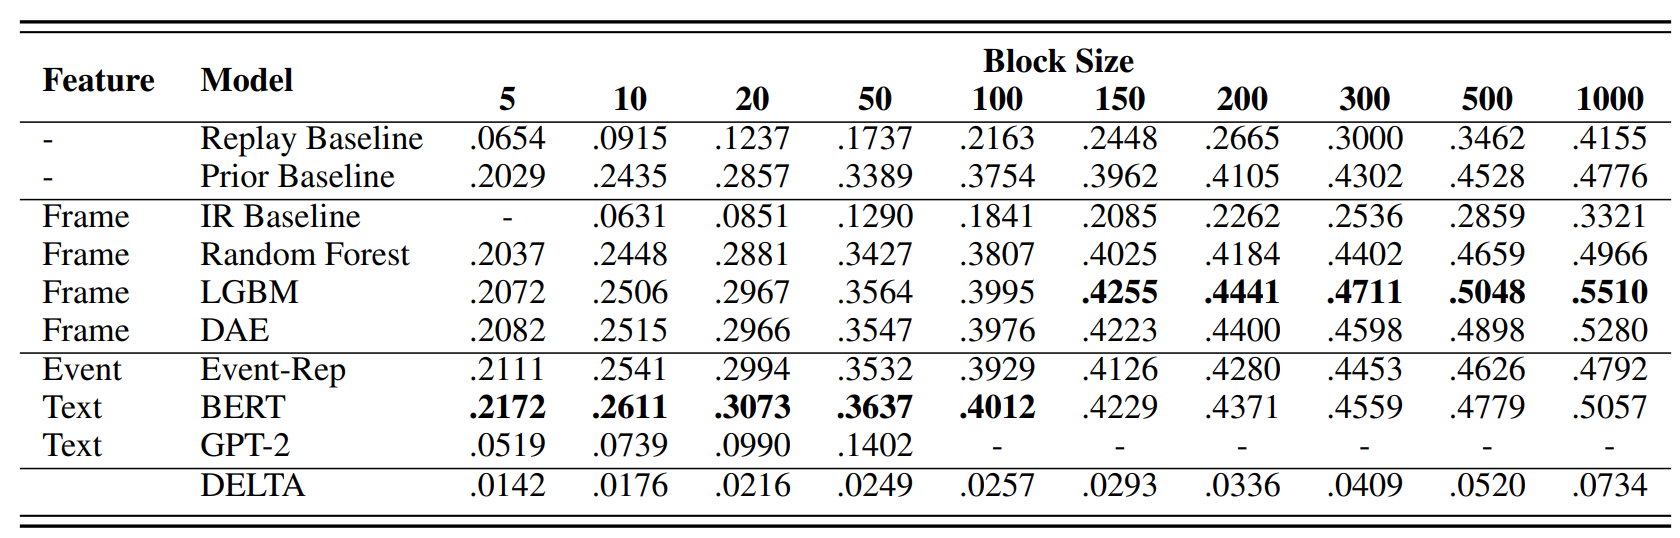 Block Size
Feature Model 5 10 20 50 100 150 200 300 500 1000
- Replay Baseline .0654 .0915 .1237 .1737 .2163 .2448 .2665 .3000 .3462 .4155
- Prior Baseline .2029 .2435 .2857 .3389 .3754 .3962 .4105 .4302 .4528 .4776
Frame IR Baseline - .0631 .0851 .1290 .1841 .2085 .2262 .2536 .2859 .3321
Frame Random Forest .2037 .2448 .2881 .3427 .3807 .4025 .4184 .4402 .4659 .4966
Frame LGBM .2072 .2506 .2967 .3564 .3995 .4255 .4441 .4711 .5048 .5510
Frame DAE .2082 .2515 .2966 .3547 .3976 .4223 .4400 .4598 .4898 .5280
Event Event-Rep .2111 .2541 .2994 .3532 .3929 .4126 .4280 .4453 .4626 .4792
Text BERT .2172 .2611 .3073 .3637 .4012 .4229 .4371 .4559 .4779 .5057
Text GPT-2 .0519 .0739 .0990 .1402 - - - - - -
DELTA .0142 .0176 .0216 .0249 .0257 .0293 .0336 .0409 .0520 .0734